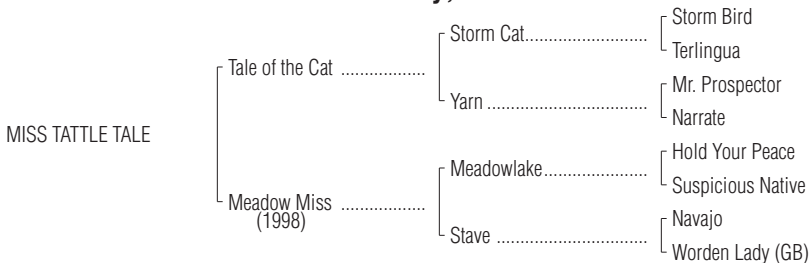 Storm Bird
Storm Cat..............................
Terlingua
Tale of the Cat ..................
Mr. Prospector
Yarn ......................................
Narrate
MISS TATTLE TALE
Hold Your Peace
Meadowlake.........................
Suspicious Native
Meadow Miss ..................
(1998)
Navajo
Stave ....................................
Worden Lady (GB)